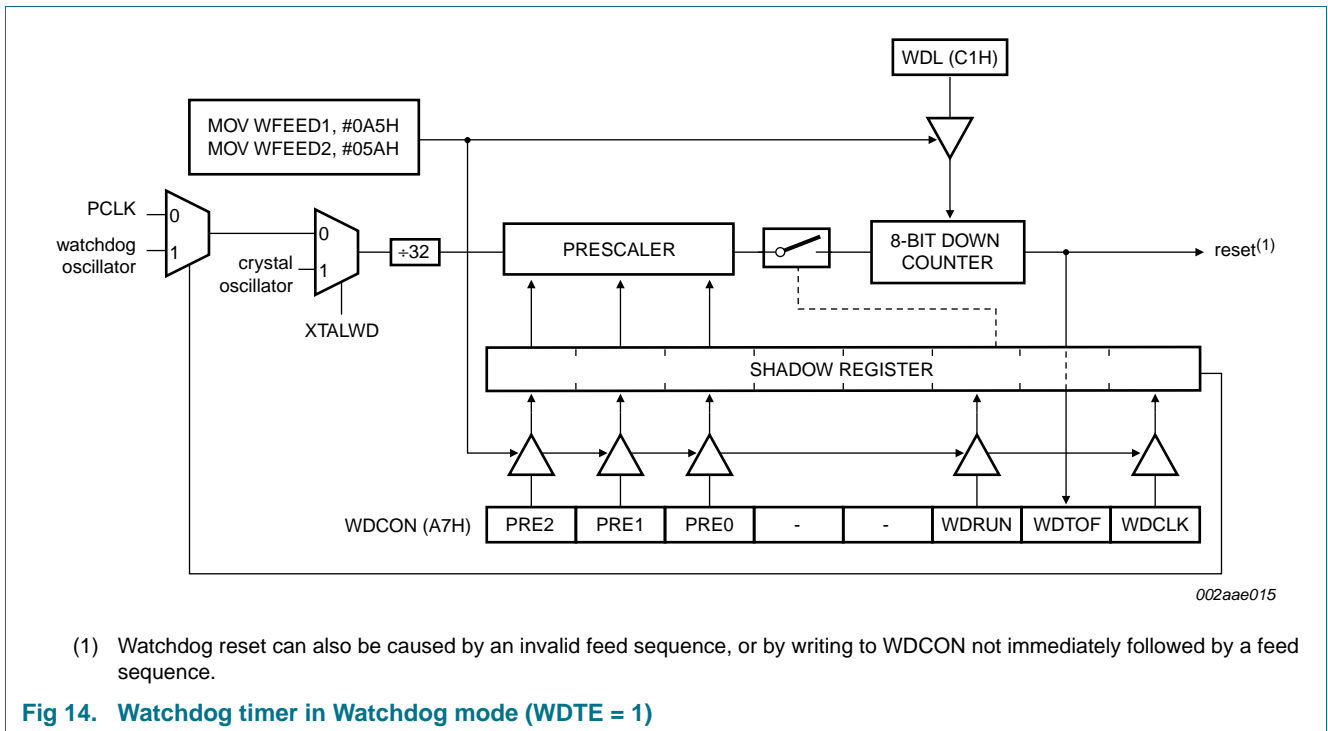 WDL (C1H)
MOV WFEED1, #0A5H
MOV WFEED2, #05AH
PCLK
0
watchdog
oscillator
1
0
crystal
oscillator
1
XTALWD
÷32
PRESCALER
8-BIT DOWN
COUNTER
reset(1)
SHADOW REGISTER
WDCON (A7H)
PRE2
PRE1
PRE0
-
-
WDRUN
WDTOF
WDCLK
002aae015
(1) Watchdog reset can also be caused by an invalid feed sequence, or by writing to WDCON not immediately followed by a feed
sequence.
Fig 14. Watchdog timer in Watchdog mode (WDTE = 1)